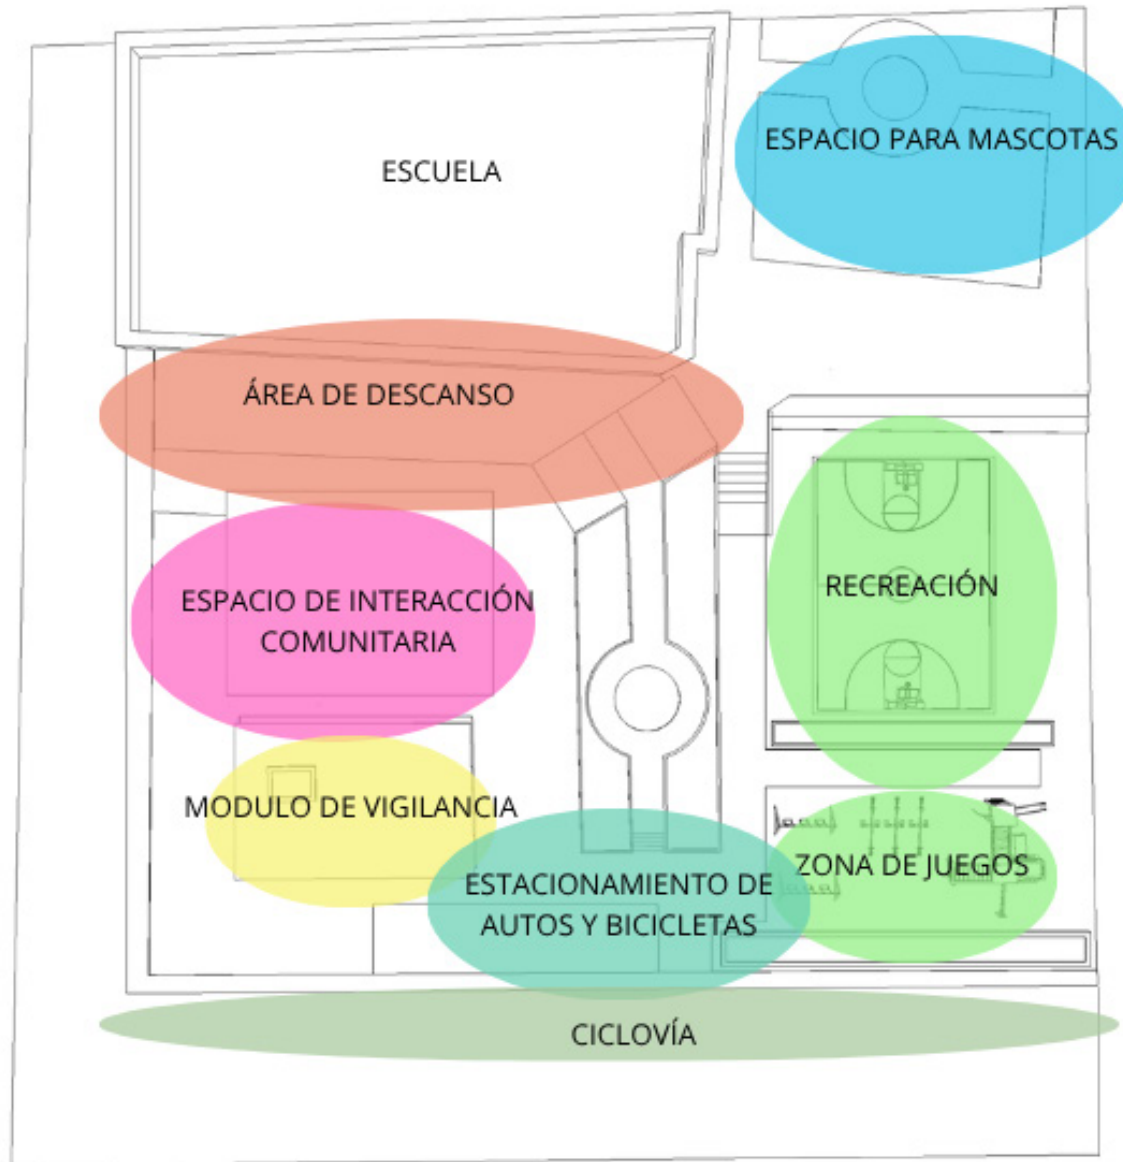 ESPACIO PARA MASCOTAS
ESCUELA
ÁREA DE DESCANSO
RECREACIÓN
ESPACIO DE INTERACCIÓN
COMUNITARIA
MODULO DE VIGILANCIA
ZONA DE JUEGOS
ESTACIONAMIENTO DE
AUTOS Y BICICLETAS
CICLOVÍA